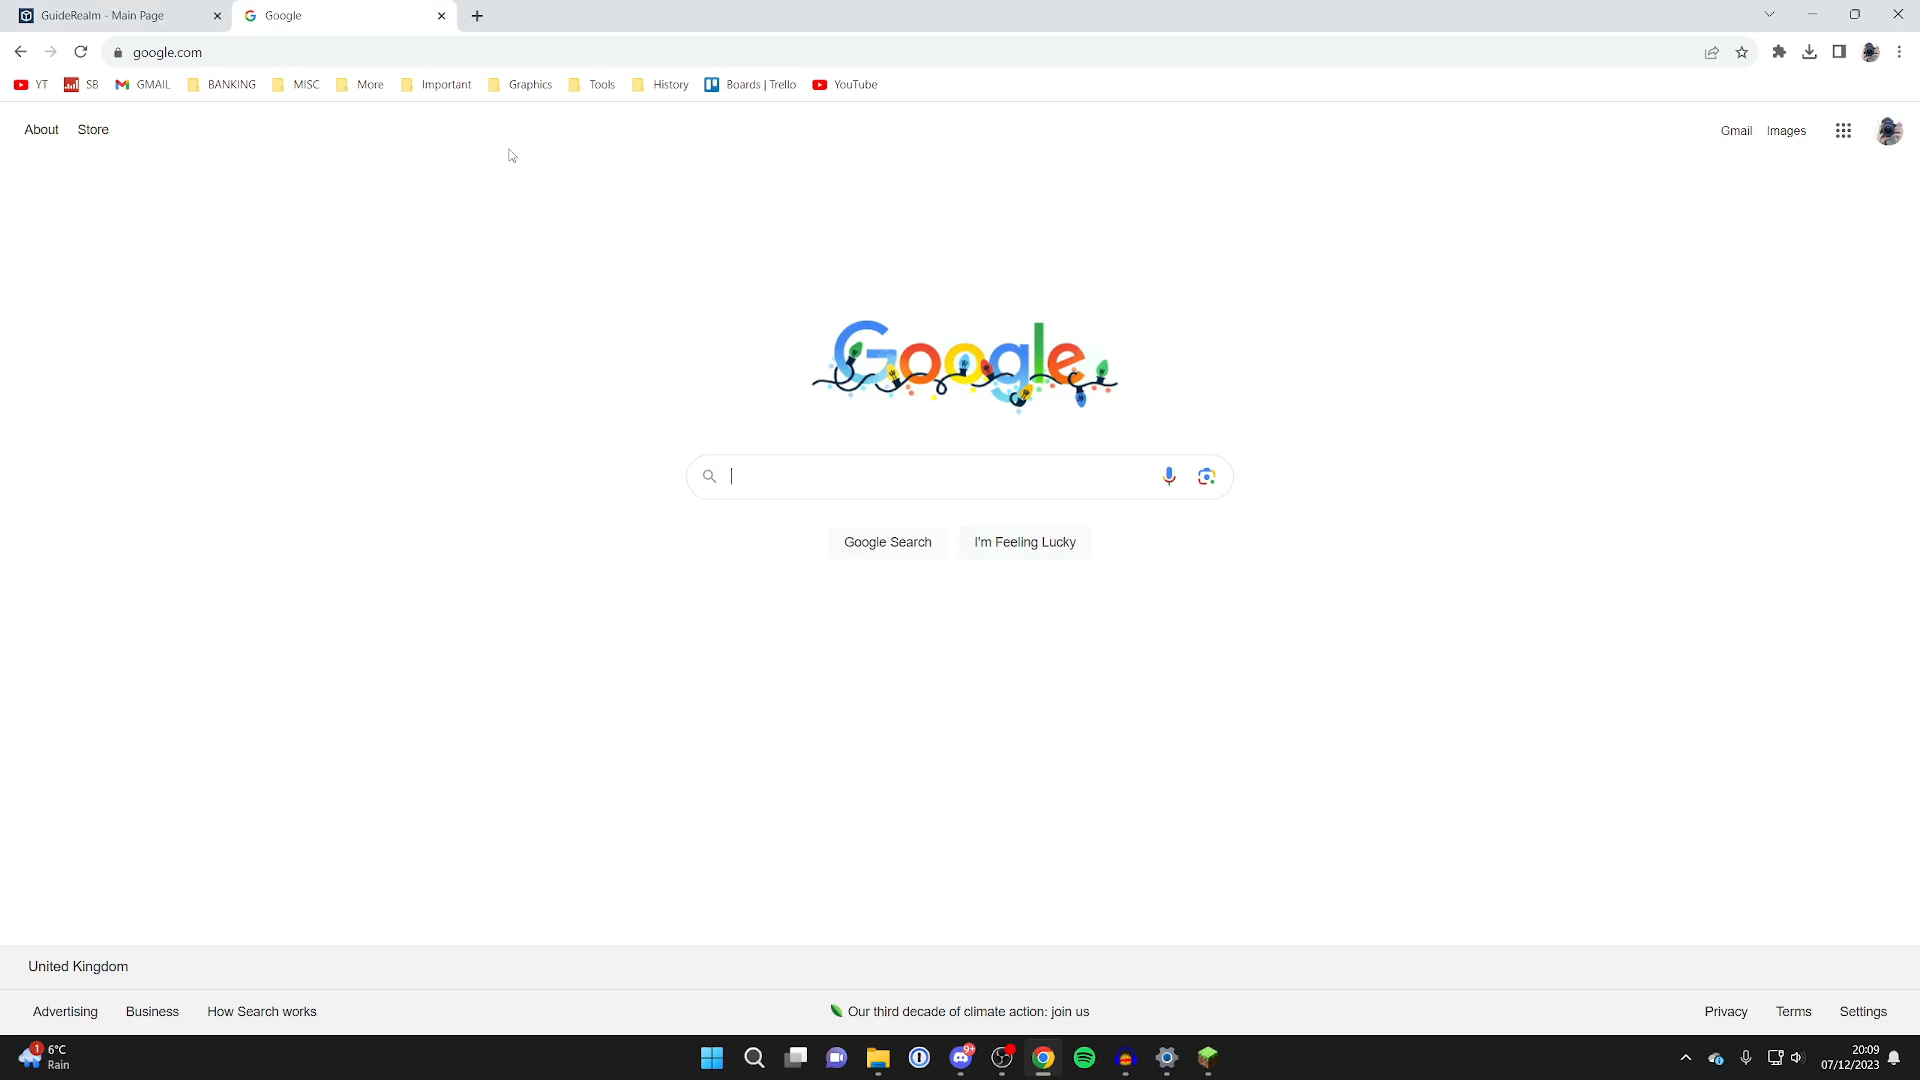 GuideRealm - Main Page
Google
google.com
YT
SB
GMAIL
BANKING
MISC
More
Important
Graphics
Tools
History
Boards | Trello
YouTube
About
Store
Gmail
Images
Google
Google Search
I'm Feeling Lucky
United Kingdom
Advertising
Business
How Search works
Our third decade of climate action: join us
Privacy
Terms
Settings
1
6°C
Rain
9+
20:09
07/12/2023